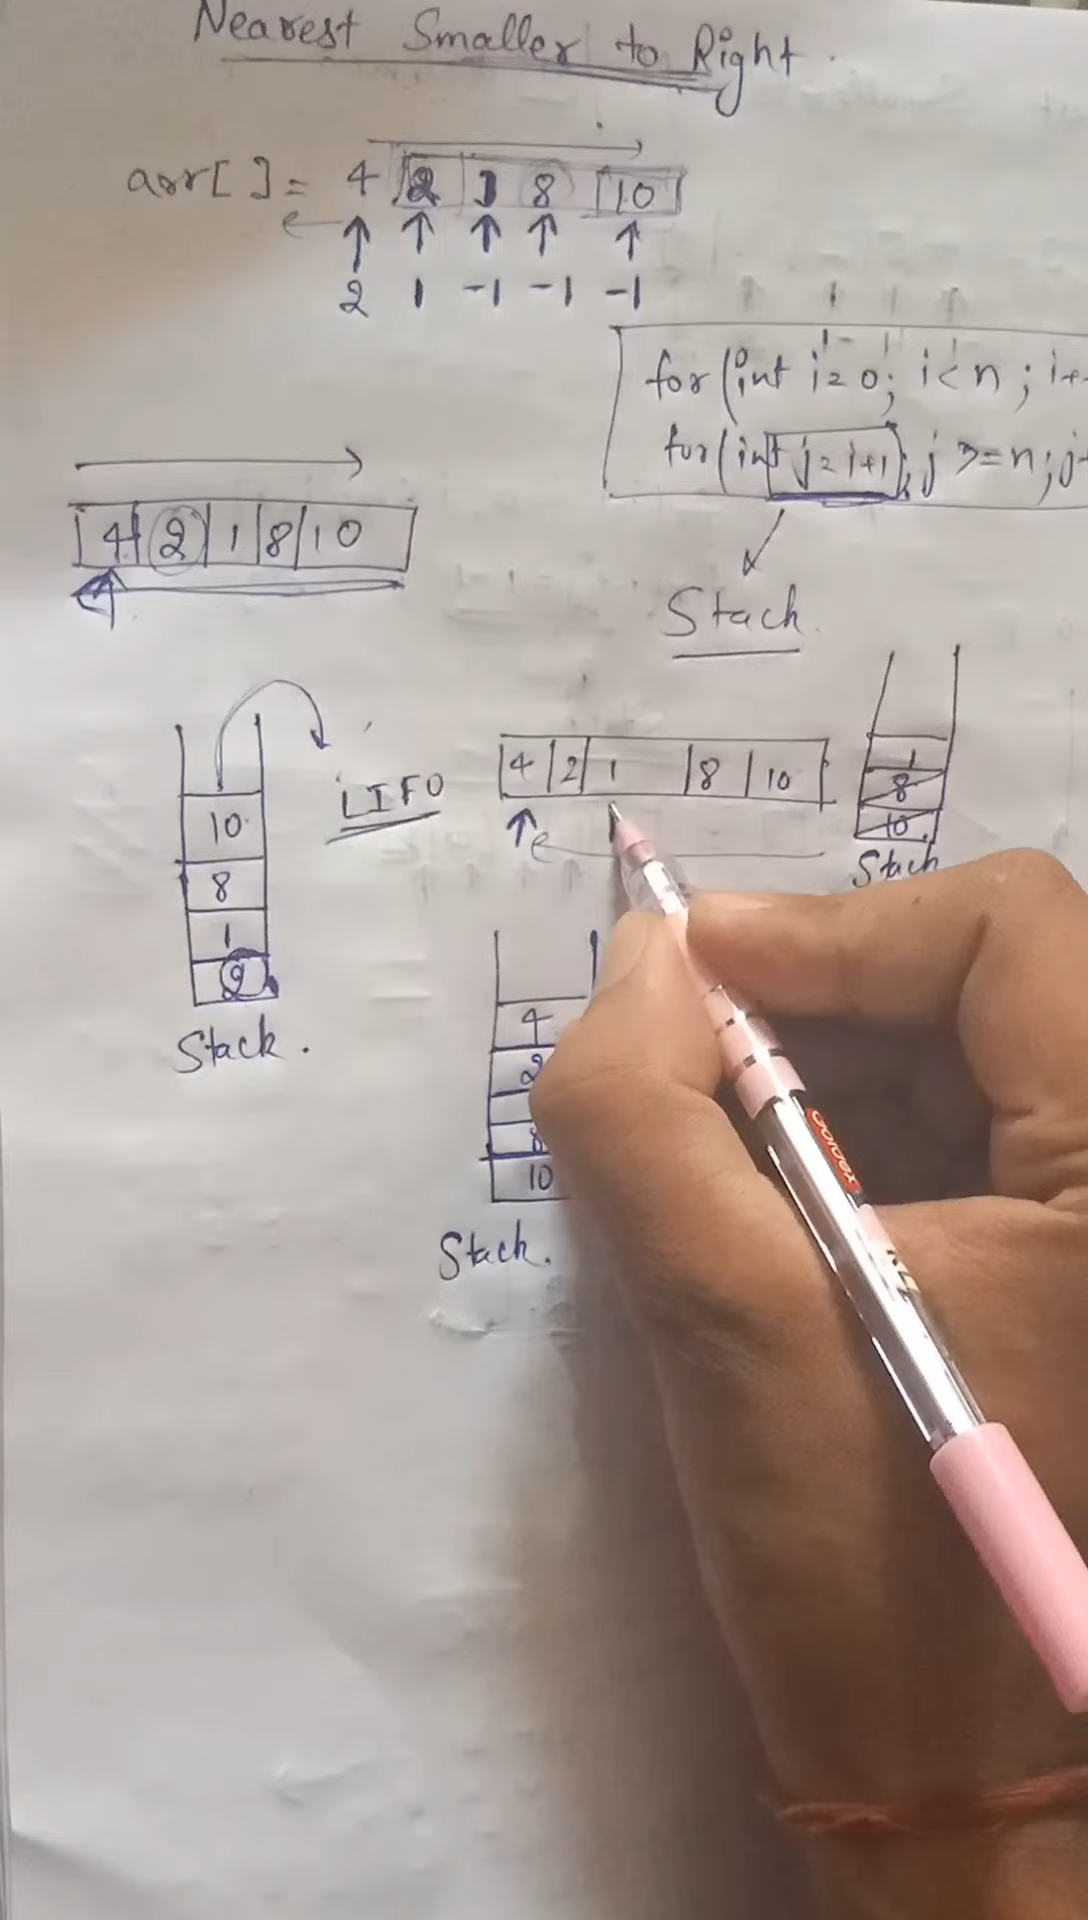 Nearest Smaller to Right.
arr[ ] = 4 2 1 8 10
2 1 -1 -1 -1
for (int i=0; i<n; i+
for (int j=i+1; j>=n; j+
4 2 1 8 10
Stack.
LIFO
4 2 1 8 10
1
8
10
Stack
10
8
1
2
Stack.
4
2
8
10
Stack.